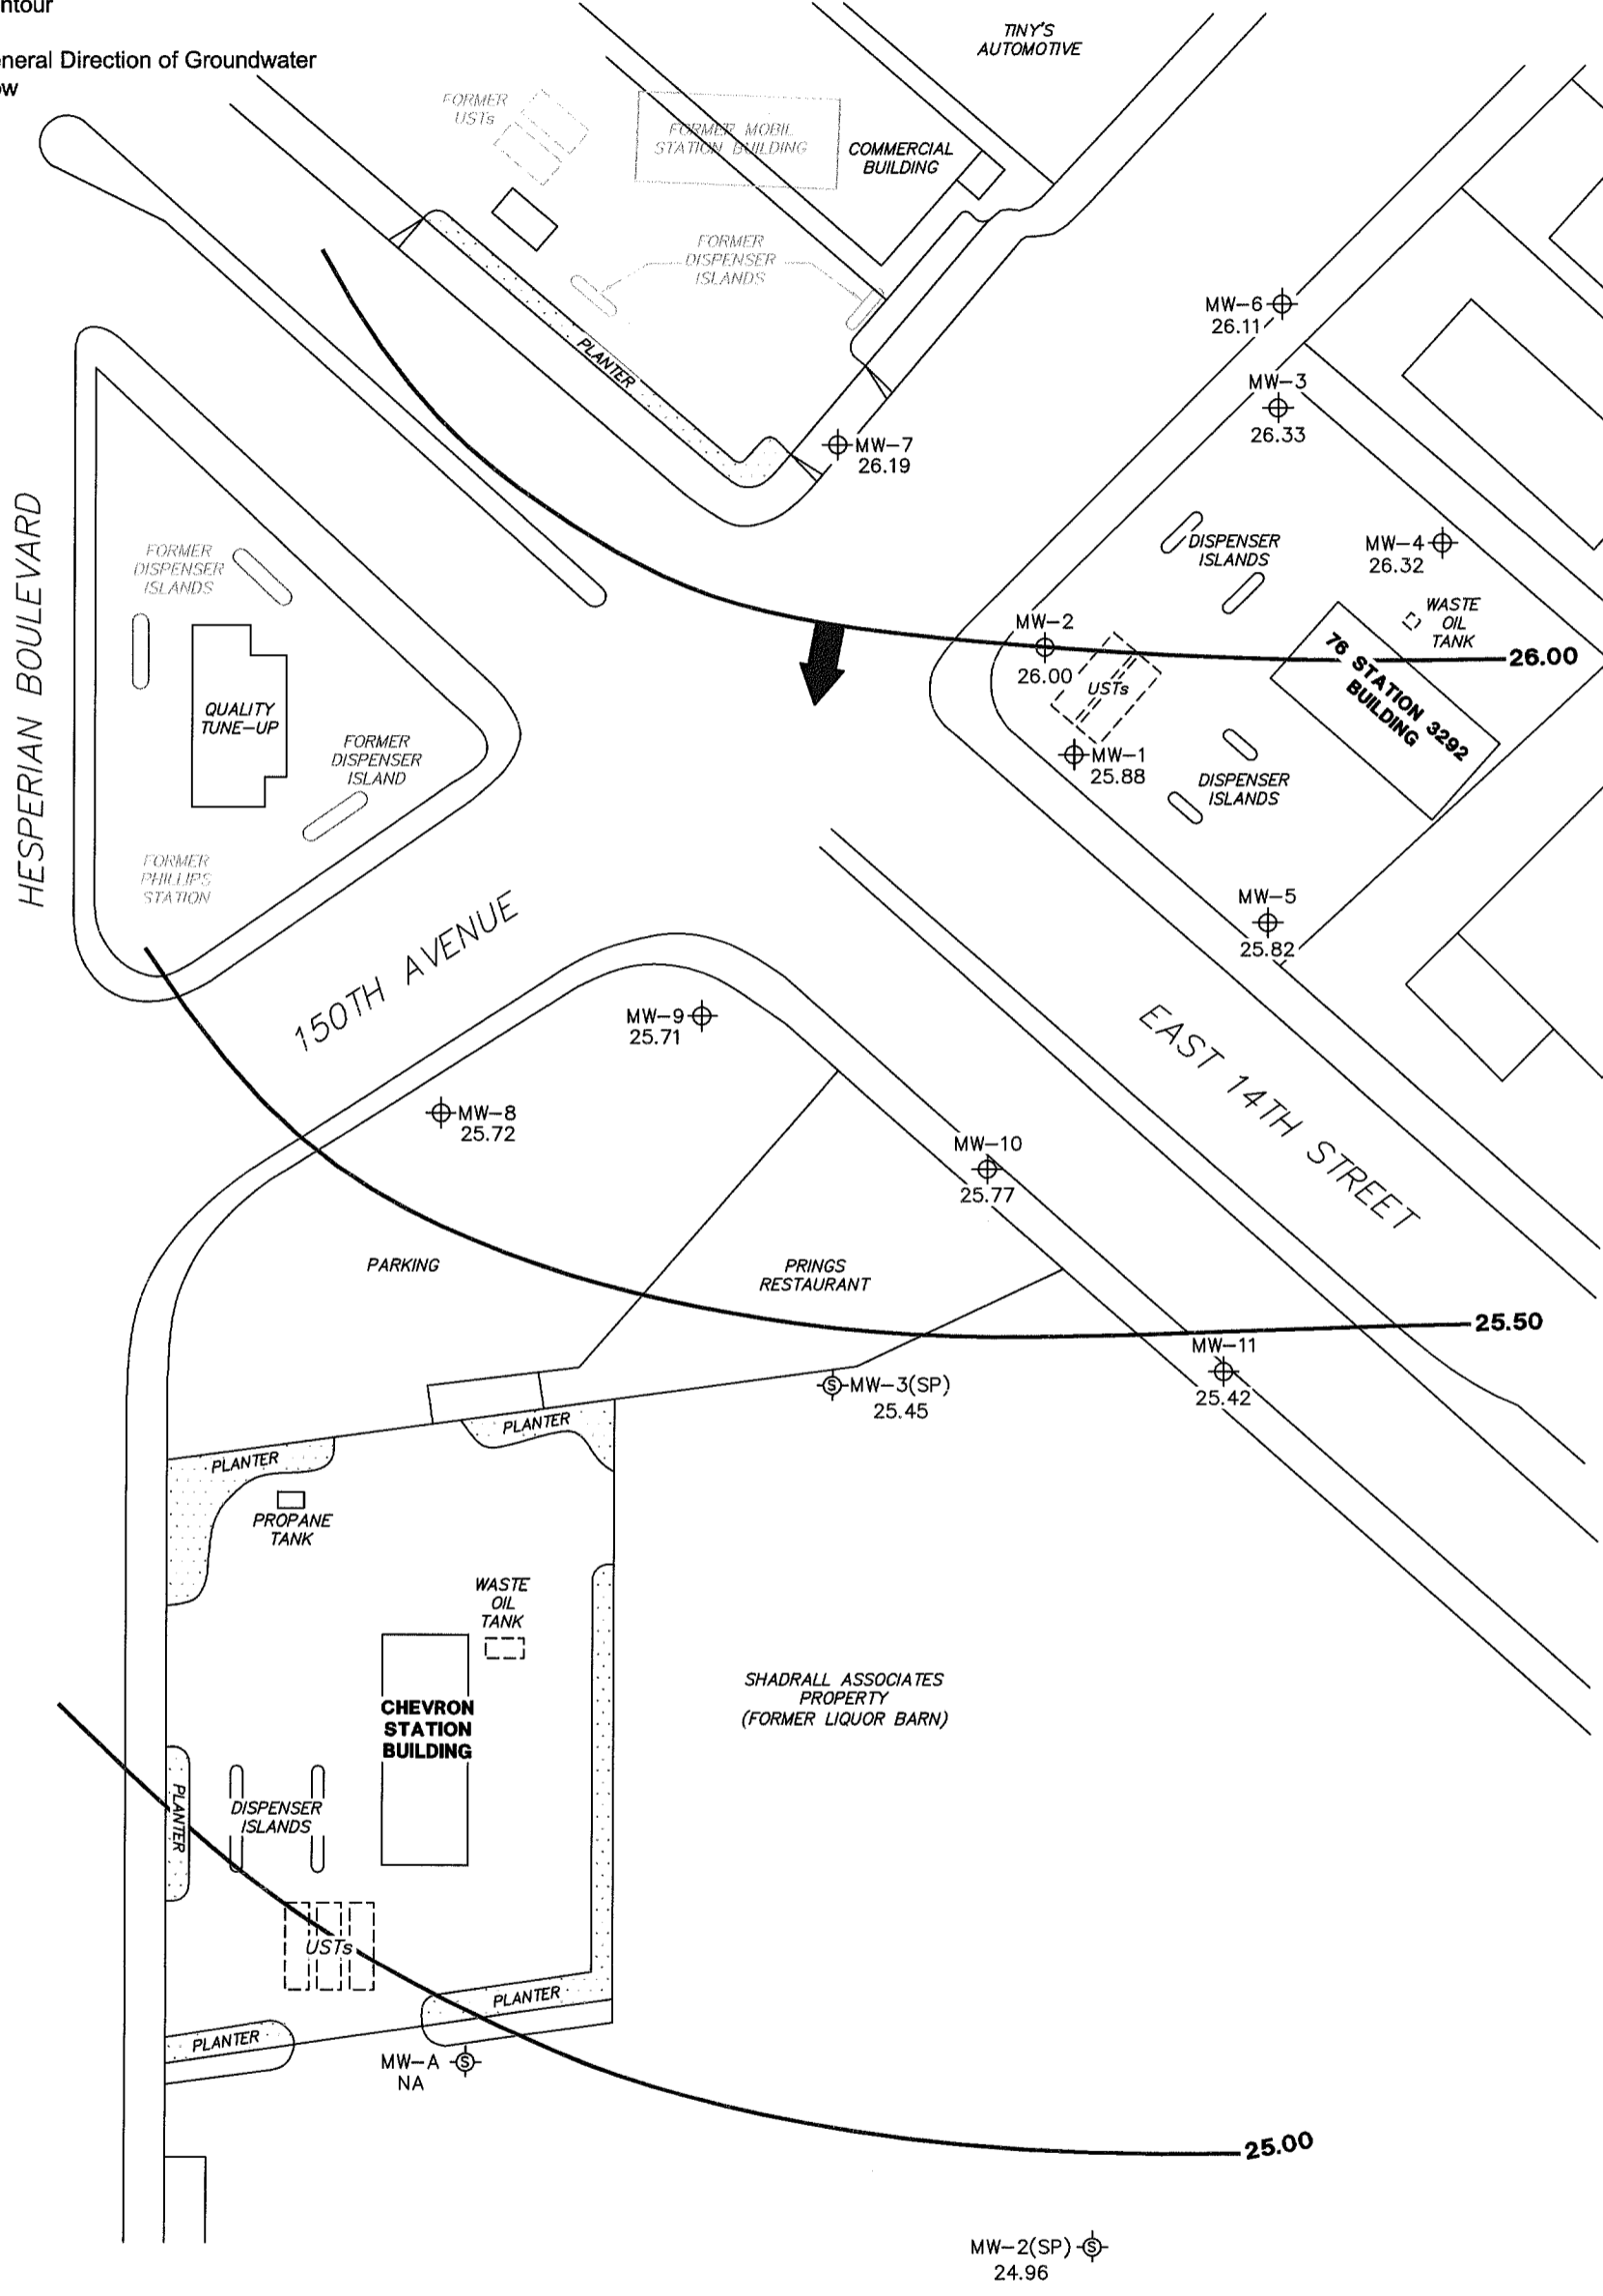 TINY'S
AUTOMOTIVE
General Direction of Groundwater
FORMER
USTs
FORMER MOBIL
STATION BUILDING
COMMERCIAL
BUILDING
FORMER
DISPENSER
ISLANDS
PLANTER
MW-6
26.11
MW-3
26.33
MW-7
26.19
HESPERIAN BOULEVARD
FORMER
DISPENSER
ISLANDS
DISPENSER
ISLANDS
MW-4
26.32
WASTE
OIL
TANK
MW-2
26.00
USTs
76 STATION 3292
BUILDING
26.00
QUALITY
TUNE-UP
FORMER
DISPENSER
ISLAND
MW-1
25.88
DISPENSER
ISLANDS
FORMER
PHILLIPS
STATION
MW-5
25.82
150TH AVENUE
MW-9
25.71
EAST 14TH STREET
MW-8
25.72
MW-10
25.77
PARKING
PRINGS
RESTAURANT
25.50
MW-11
25.42
MW-3(SP)
25.45
PLANTER
PLANTER
PROPANE
TANK
WASTE
OIL
TANK
SHADRALL ASSOCIATES
PROPERTY
(FORMER LIQUOR BARN)
CHEVRON
STATION
BUILDING
PLANTER
DISPENSER
ISLANDS
USTs
PLANTER
PLANTER
MW-A
NA
25.00
MW-2(SP)
24.96